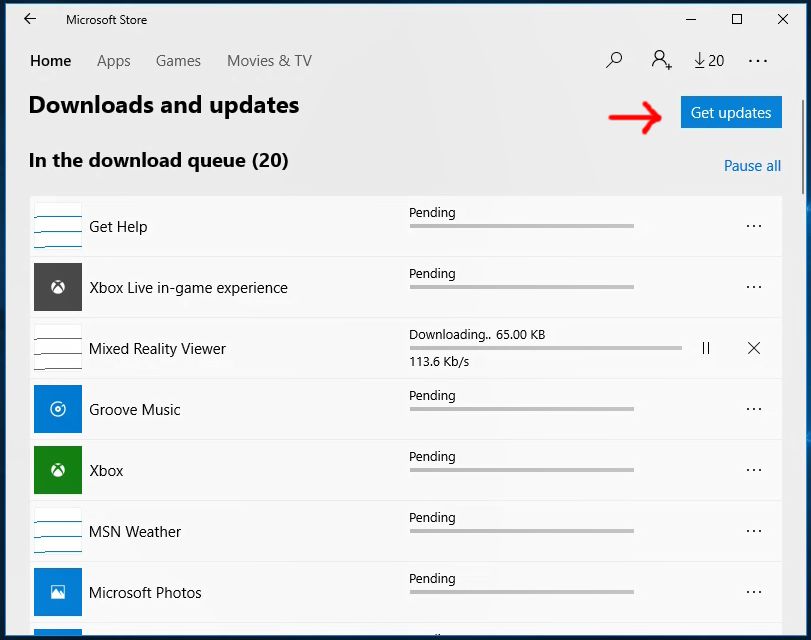 Microsoft Store
Home Apps Games Movies & TV 20
Downloads and updates
Get updates
In the download queue (20)
Pause all
Get Help
Pending
Xbox Live in-game experience
Pending
Mixed Reality Viewer
Downloading.. 65.00 KB
113.6 Kb/s
Groove Music
Pending
Xbox
Pending
MSN Weather
Pending
Microsoft Photos
Pending